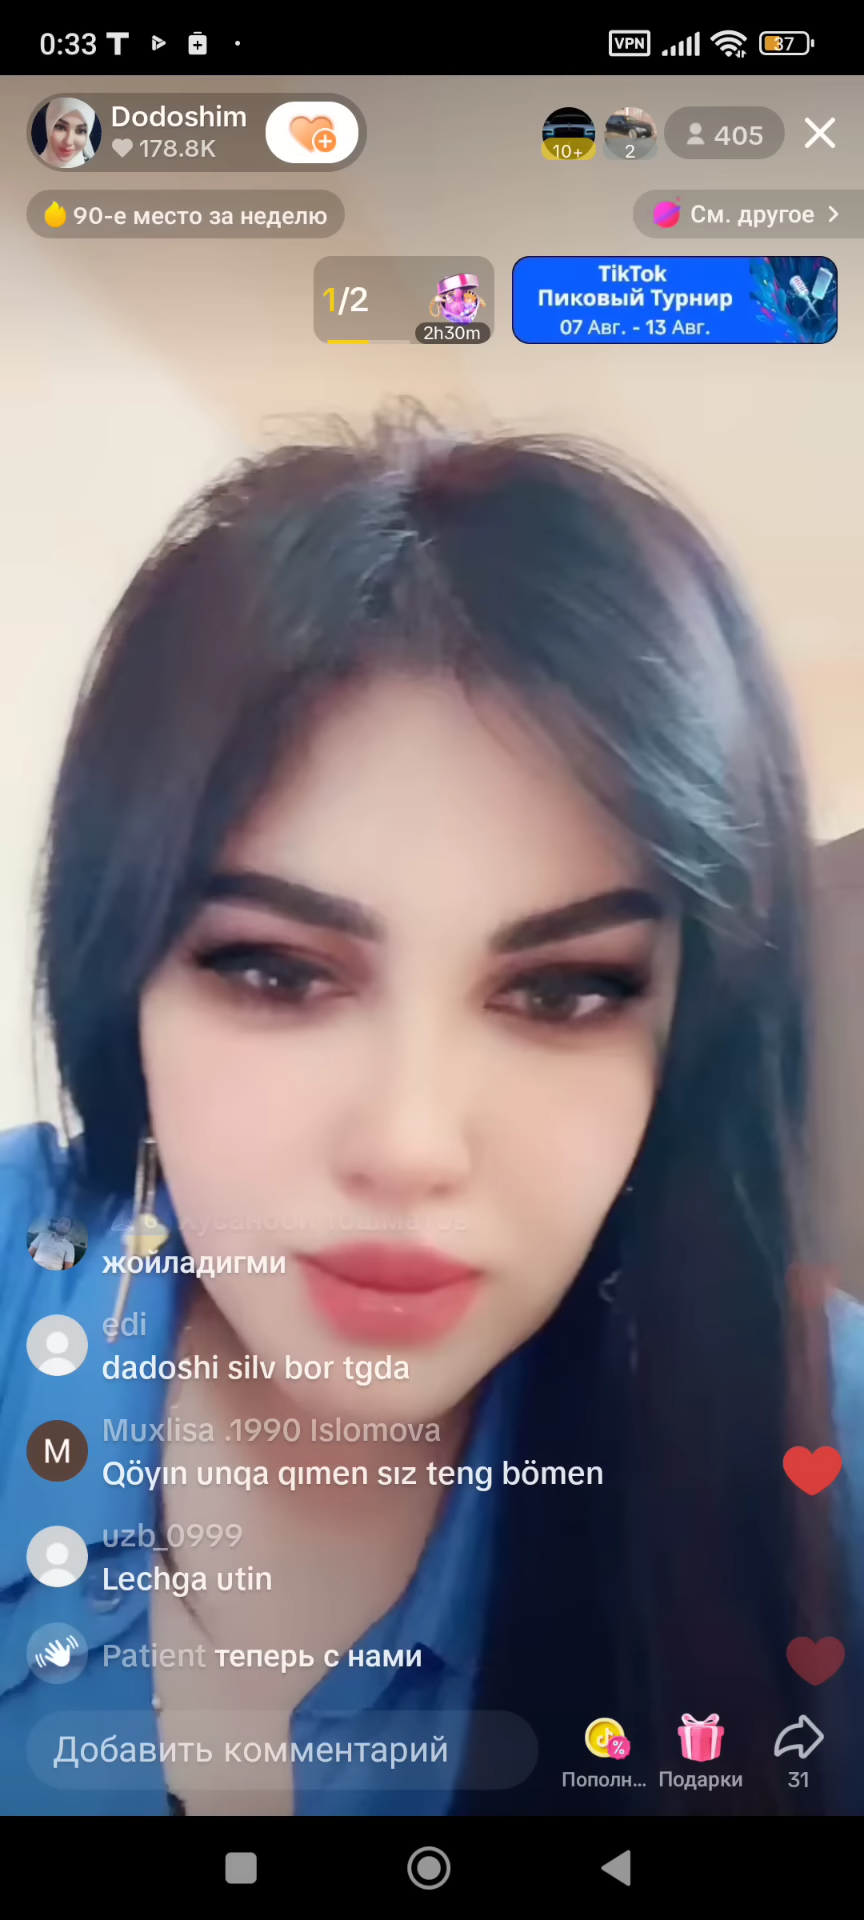 0:33
VPN
37
Dodoshim
178.8K
10+
2
405
90-е место за неделю
См. другое
1/2
2h30m
TikTok
Пиковый Турнир
07 Авг. - 13 Авг.
жойладигми
edi
dadoshi silv bor tgda
Muxlisa .1990 Islomova
M
Qöyın unqa qımen sız teng bömen
uzb_0999
Lechga utin
Patient теперь с нами
Добавить комментарий
Пополн...
Подарки
31